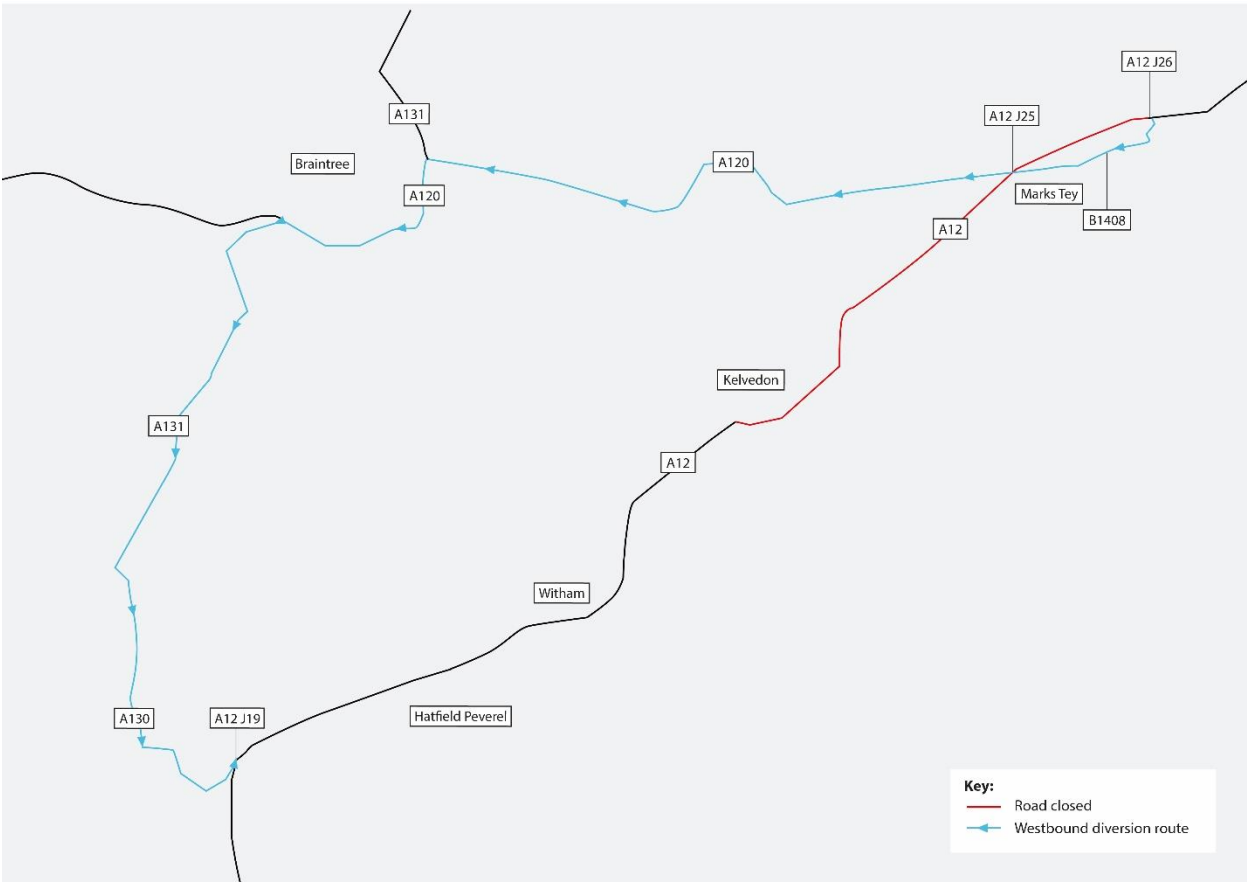 A12 J26
A131
A12 J25
Braintree
A120
A120
Marks Tey
B1408
A12
Kelvedon
A131
A12
Witham
A130
A12 J19
Hatfield Peverel
Key:
Road closed
Westbound diversion route